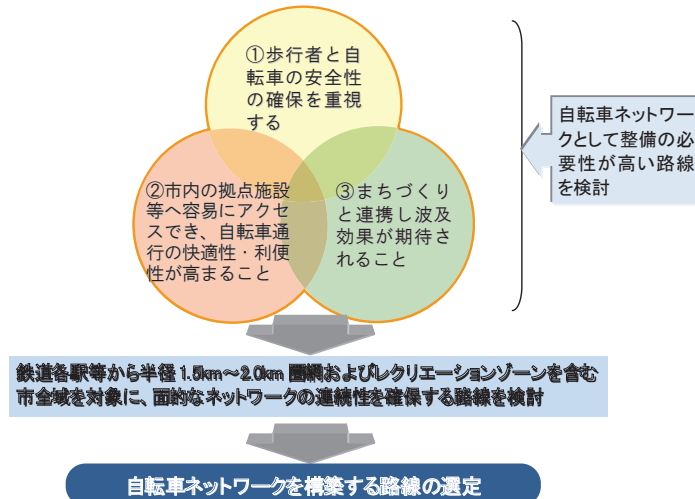 ①歩行者と自
転車の安全性
の確保を重視
する
②市内の拠点施設
等へ容易にアクセ
スでき、自転車通
行の快適性・利便
性が高まること
③まちづくり
と連携し波及
効果が期待さ
れること
自転車ネットワー
クとして整備の必
要性が高い路線
を検討
鉄道各駅等から半径1.5km～2.0km圏網およびレクリエーションゾーンを含む
市全域を対象に、面的なネットワークの連続性を確保する路線を検討
自転車ネットワークを構築する路線の選定